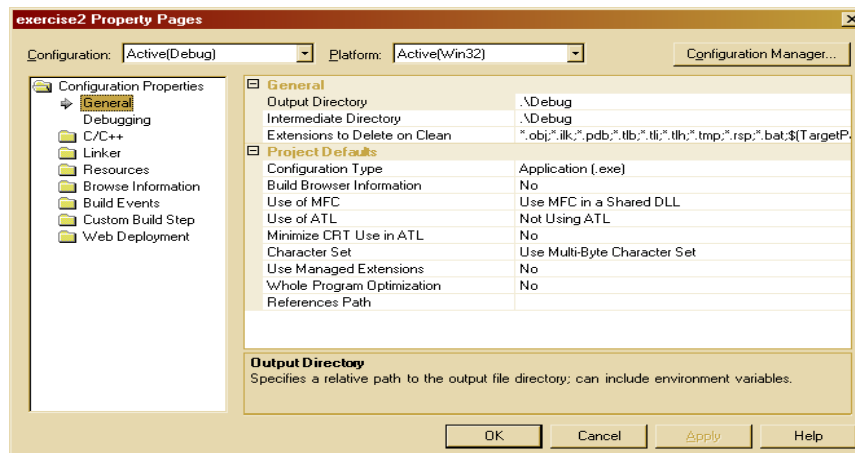 exercise2 Property Pages
Configuration: Active(Debug) Platform: Active(Win32) Configuration Manager...
Configuration Properties
General
Debugging
C/C++
Linker
Resources
Browse Information
Build Events
Custom Build Step
Web Deployment
General
Output Directory .\Debug
Intermediate Directory .\Debug
Extensions to Delete on Clean *.obj;*.ilk;*.pdb;*.tlb;*.tli;*.tlh;*.tmp;*.rsp;*.bat;$(TargetP
Project Defaults
Configuration Type Application (.exe)
Build Browser Information No
Use of MFC Use MFC in a Shared DLL
Use of ATL Not Using ATL
Minimize CRT Use in ATL No
Character Set Use Multi-Byte Character Set
Use Managed Extensions No
Whole Program Optimization No
References Path
Output Directory
Specifies a relative path to the output file directory; can include environment variables.
OK Cancel Apply Help